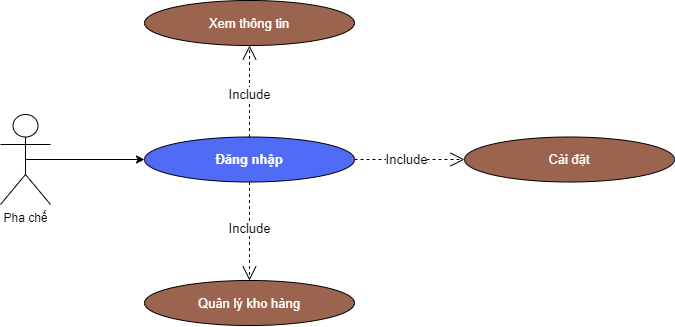 Xem thông tin
Include
Đăng nhập
Include
Cài đặt
Pha chế
Include
Quản lý kho hàng